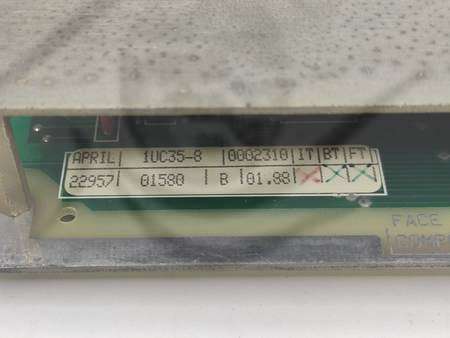 APRIL 1UC35-8 0002310 IT BT FT
22957 01580 B 01.88 X X X
FACE
COMP